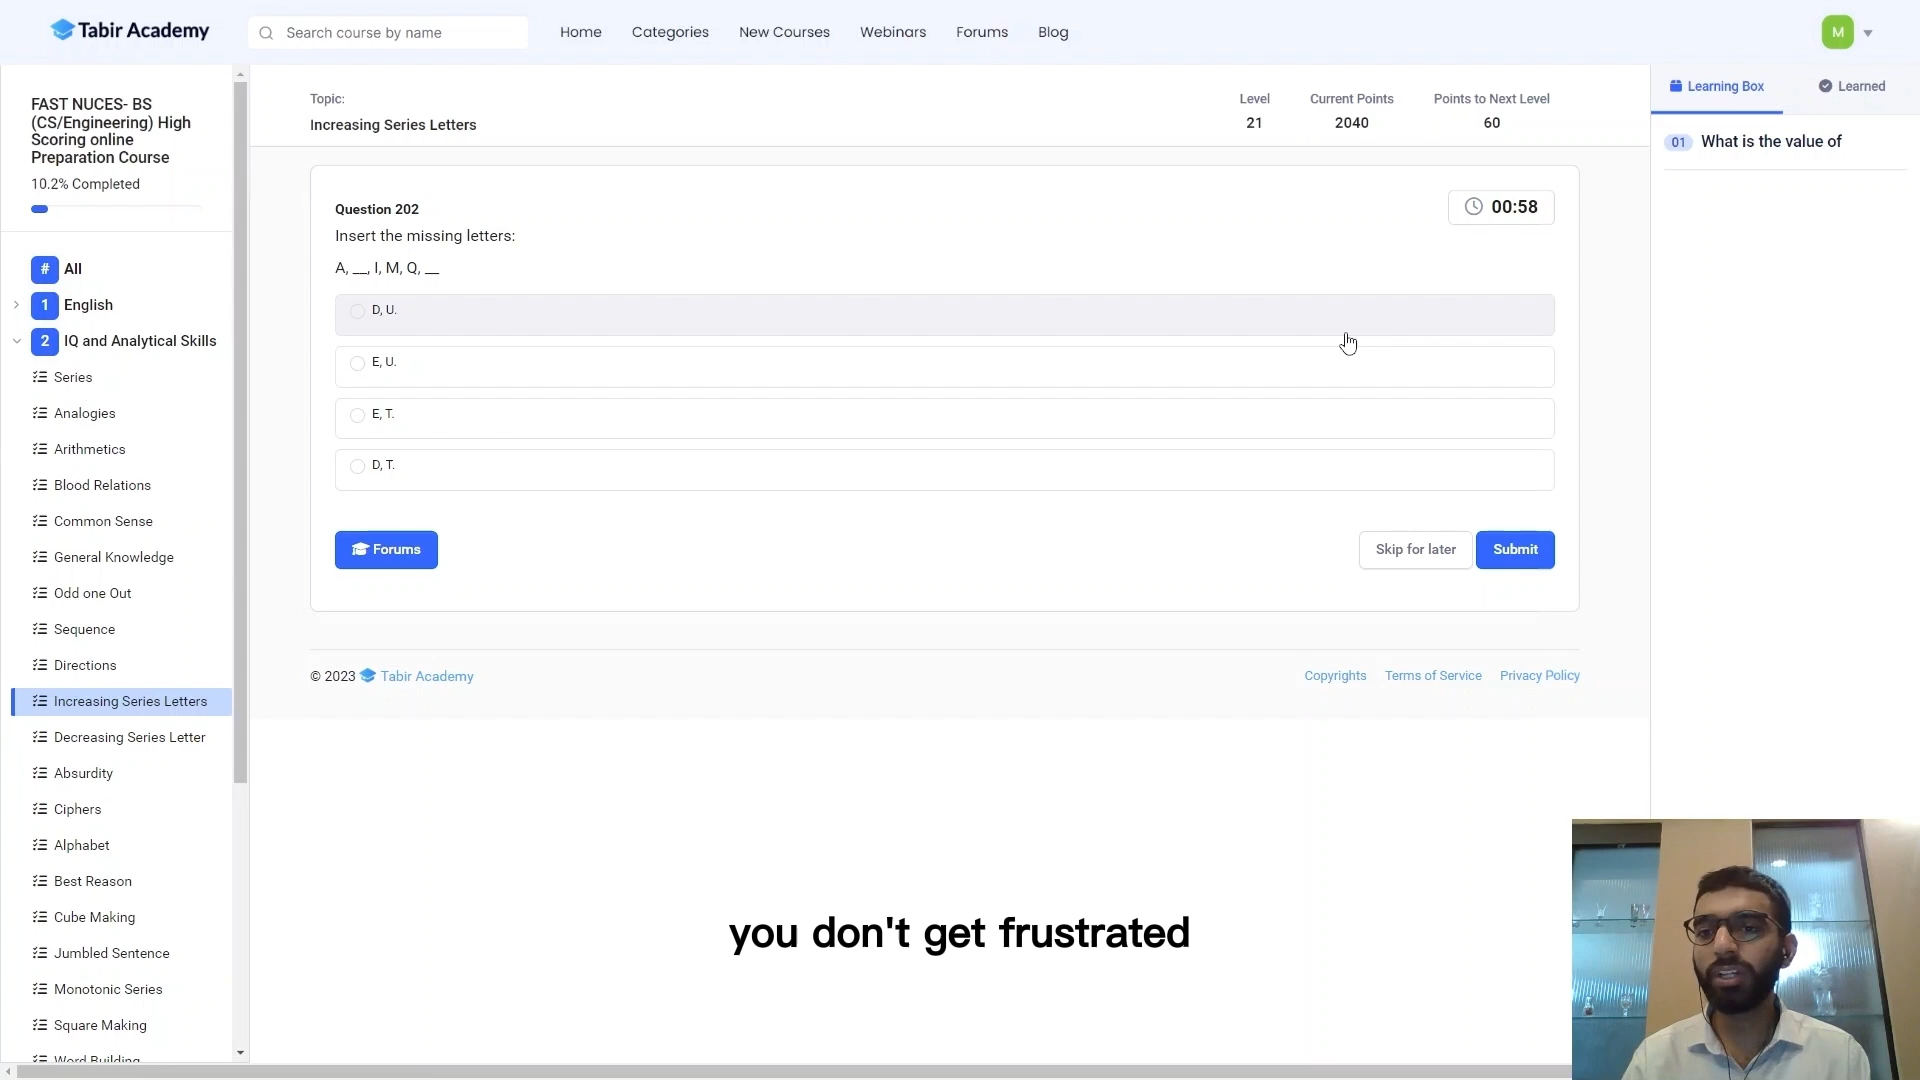 Tabir Academy
Search course by name
Home
Categories
New Courses
Webinars
Forums
Blog
M
FAST NUCES- BS
(CS/Engineering) High
Scoring online
Preparation Course
10.2% Completed
# All
1 English
2 IQ and Analytical Skills
Series
Analogies
Arithmetics
Blood Relations
Common Sense
General Knowledge
Odd one Out
Sequence
Directions
Increasing Series Letters
Decreasing Series Letter
Absurdity
Ciphers
Alphabet
Best Reason
Cube Making
Jumbled Sentence
Monotonic Series
Square Making
Word Building
Topic:
Increasing Series Letters
Level
21
Current Points
2040
Points to Next Level
60
Question 202
00:58
Insert the missing letters:
A, __, I, M, Q, __
D, U.
E, U.
E, T.
D, T.
Forums
Skip for later
Submit
© 2023 Tabir Academy
Copyrights
Terms of Service
Privacy Policy
Learning Box
Learned
01 What is the value of
you don't get frustrated